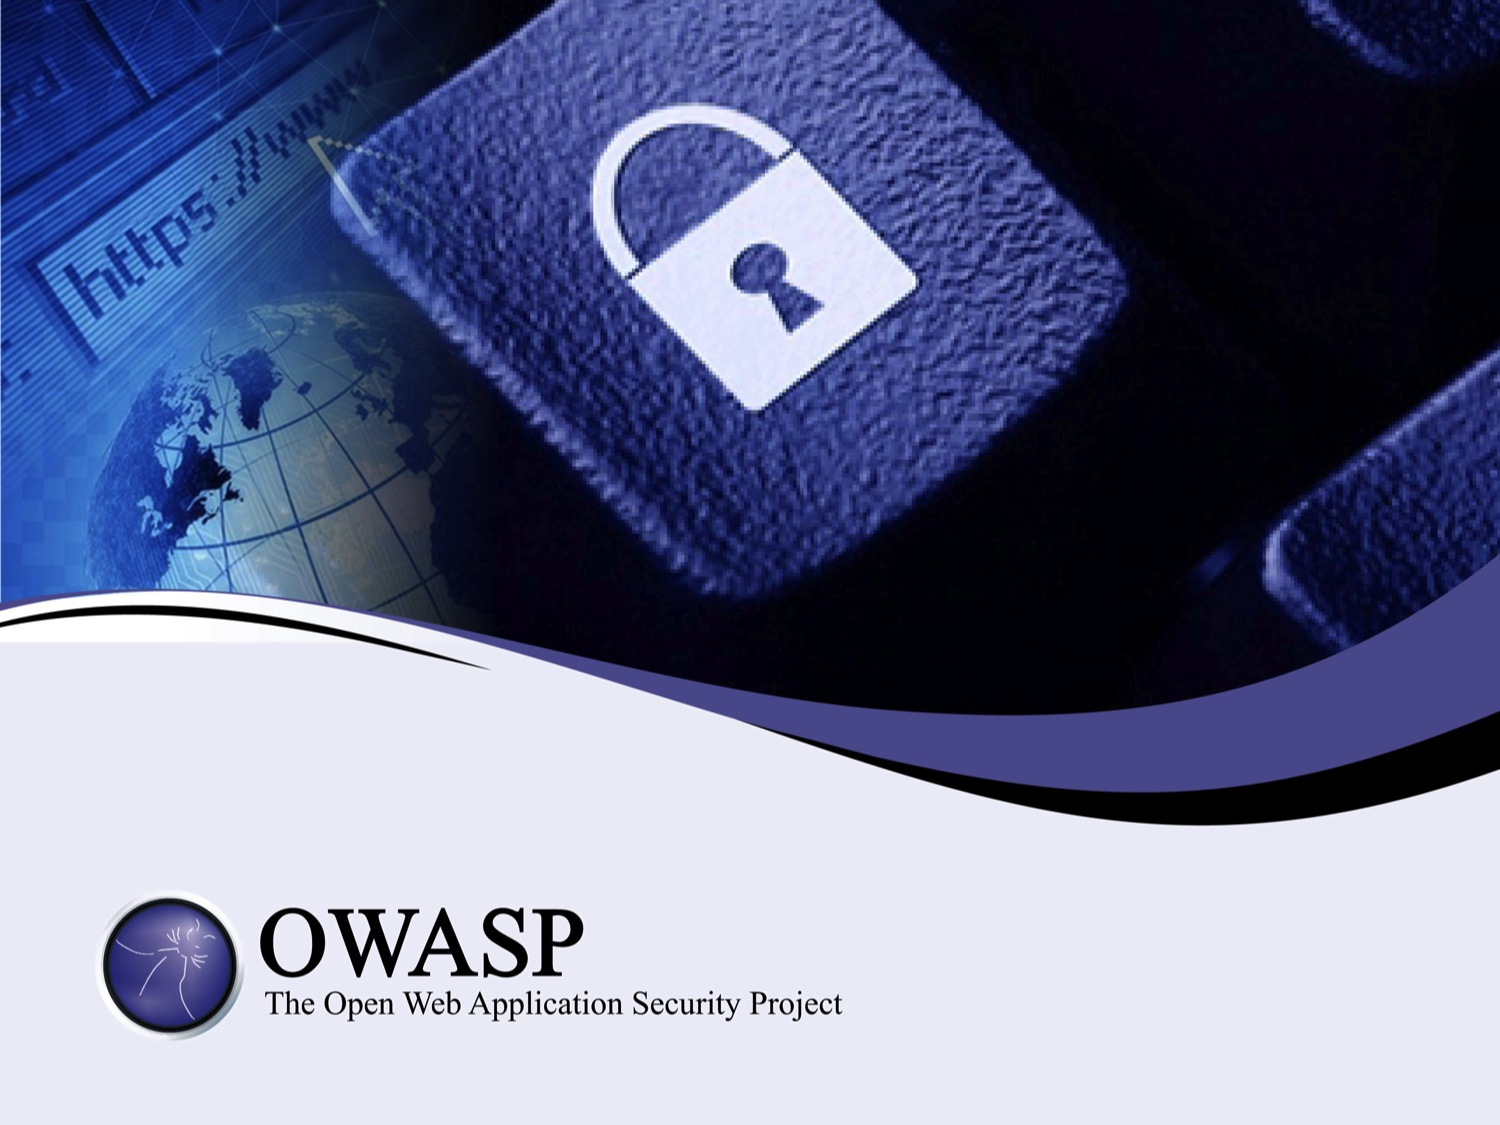 https://www
OWASP
The Open Web Application Security Project